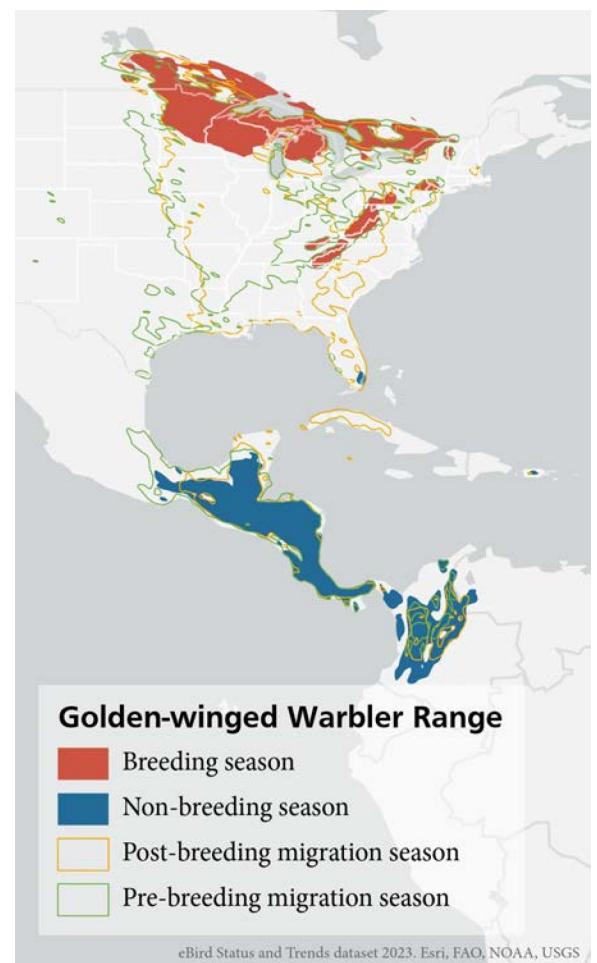 Golden-winged Warbler Range
Breeding season
Non-breeding season
Post-breeding migration season
Pre-breeding migration season
eBird Status and Trends dataset 2023. Esri, FAO, NOAA, USGS